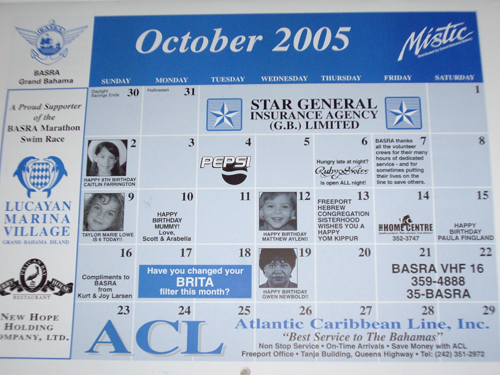 BASRA
Grand Bahama
October 2005
Mistic
SUNDAY MONDAY TUESDAY WEDNESDAY THURSDAY FRIDAY SATURDAY
A Proud Supporter
of the
BASRA Marathon
Swim Race
LUCAYAN
MARINA
VILLAGE
GRAND BAHAMA ISLAND
RESTAURANT
NEW HOPE
HOLDING
COMPANY, LTD.
Daylight
Savings Ends
30
Halloween
31
STAR GENERAL
INSURANCE AGENCY
(G.B.) LIMITED
1
2
HAPPY 8TH BIRTHDAY
CAITLIN FARRINGTON
3
4
PEPSI
5
6
Hungry late at night?
Ruby Swiss
is open ALL night!
7
BASRA thanks
all the volunteer
crews for their many
hours of dedicated
service - and for
sometimes putting
their lives on the
line to save others.
8
9
TAYLOR MARIE LOWE
IS 6 TODAY!!
10
HAPPY
BIRTHDAY
MUMMY!
Love,
Scott & Arabella
11
12
HAPPY BIRTHDAY
MATTHEW AYLEN!
13
FREEPORT
HEBREW
CONGREGATION
SISTERHOOD
WISHES YOU A
HAPPY
YOM KIPPUR
14
HOMECENTRE
352-3747
15
HAPPY
BIRTHDAY
PAULA FINGLAND
16
Compliments to
BASRA
from
Kurt & Joy Larsen
17
18
Have you changed your
BRITA
filter this month?
19
HAPPY BIRTHDAY
GWEN NEWBOLD!!
20
21
22
BASRA VHF 16
359-4888
35-BASRA
23
24
25
26
27
28
29
ACL
Atlantic Caribbean Line, Inc.
"Best Service to The Bahamas"
Non Stop Service • On-Time Arrivals • Save Money with ACL
Freeport Office • Tanja Building, Queens Highway • Tel: (242) 351-2972